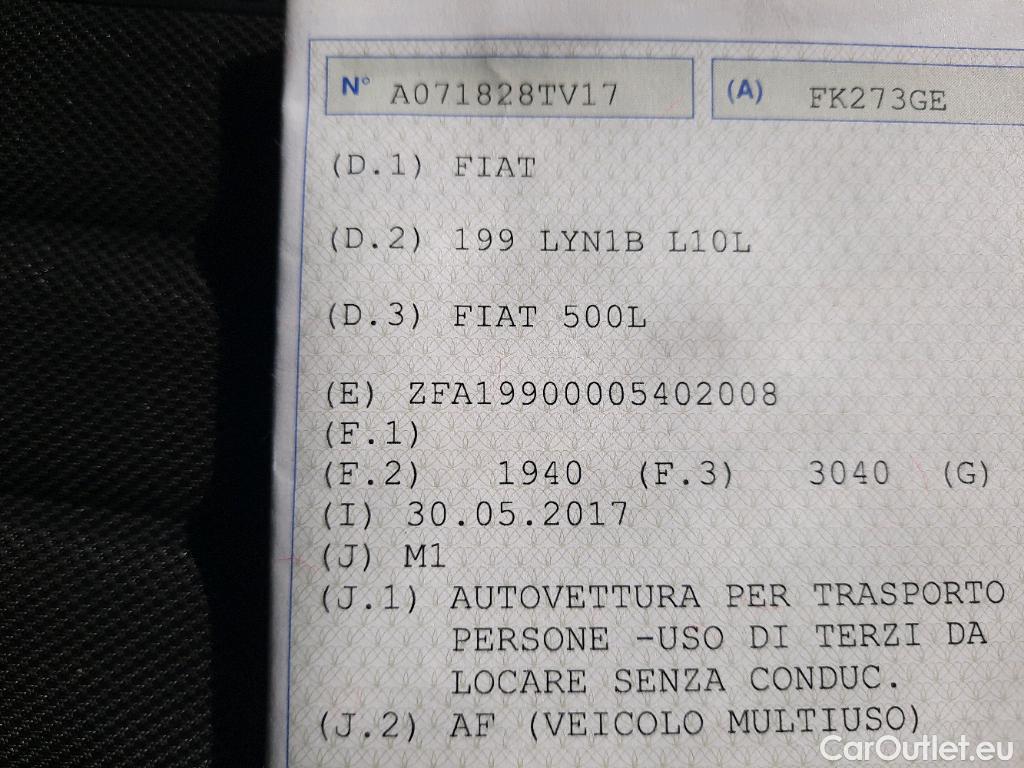 N° A071828TV17 (A) FK273GE
(D.1) FIAT
(D.2) 199 LYN1B L10L
(D.3) FIAT 500L
(E) ZFA19900005402008
(F.1)
(F.2) 1940 (F.3) 3040 (G)
(I) 30.05.2017
(J) M1
(J.1) AUTOVETTURA PER TRASPORTO
PERSONE -USO DI TERZI DA
LOCARE SENZA CONDUC.
(J.2) AF (VEICOLO MULTIUSO)
CarOutlet.eu